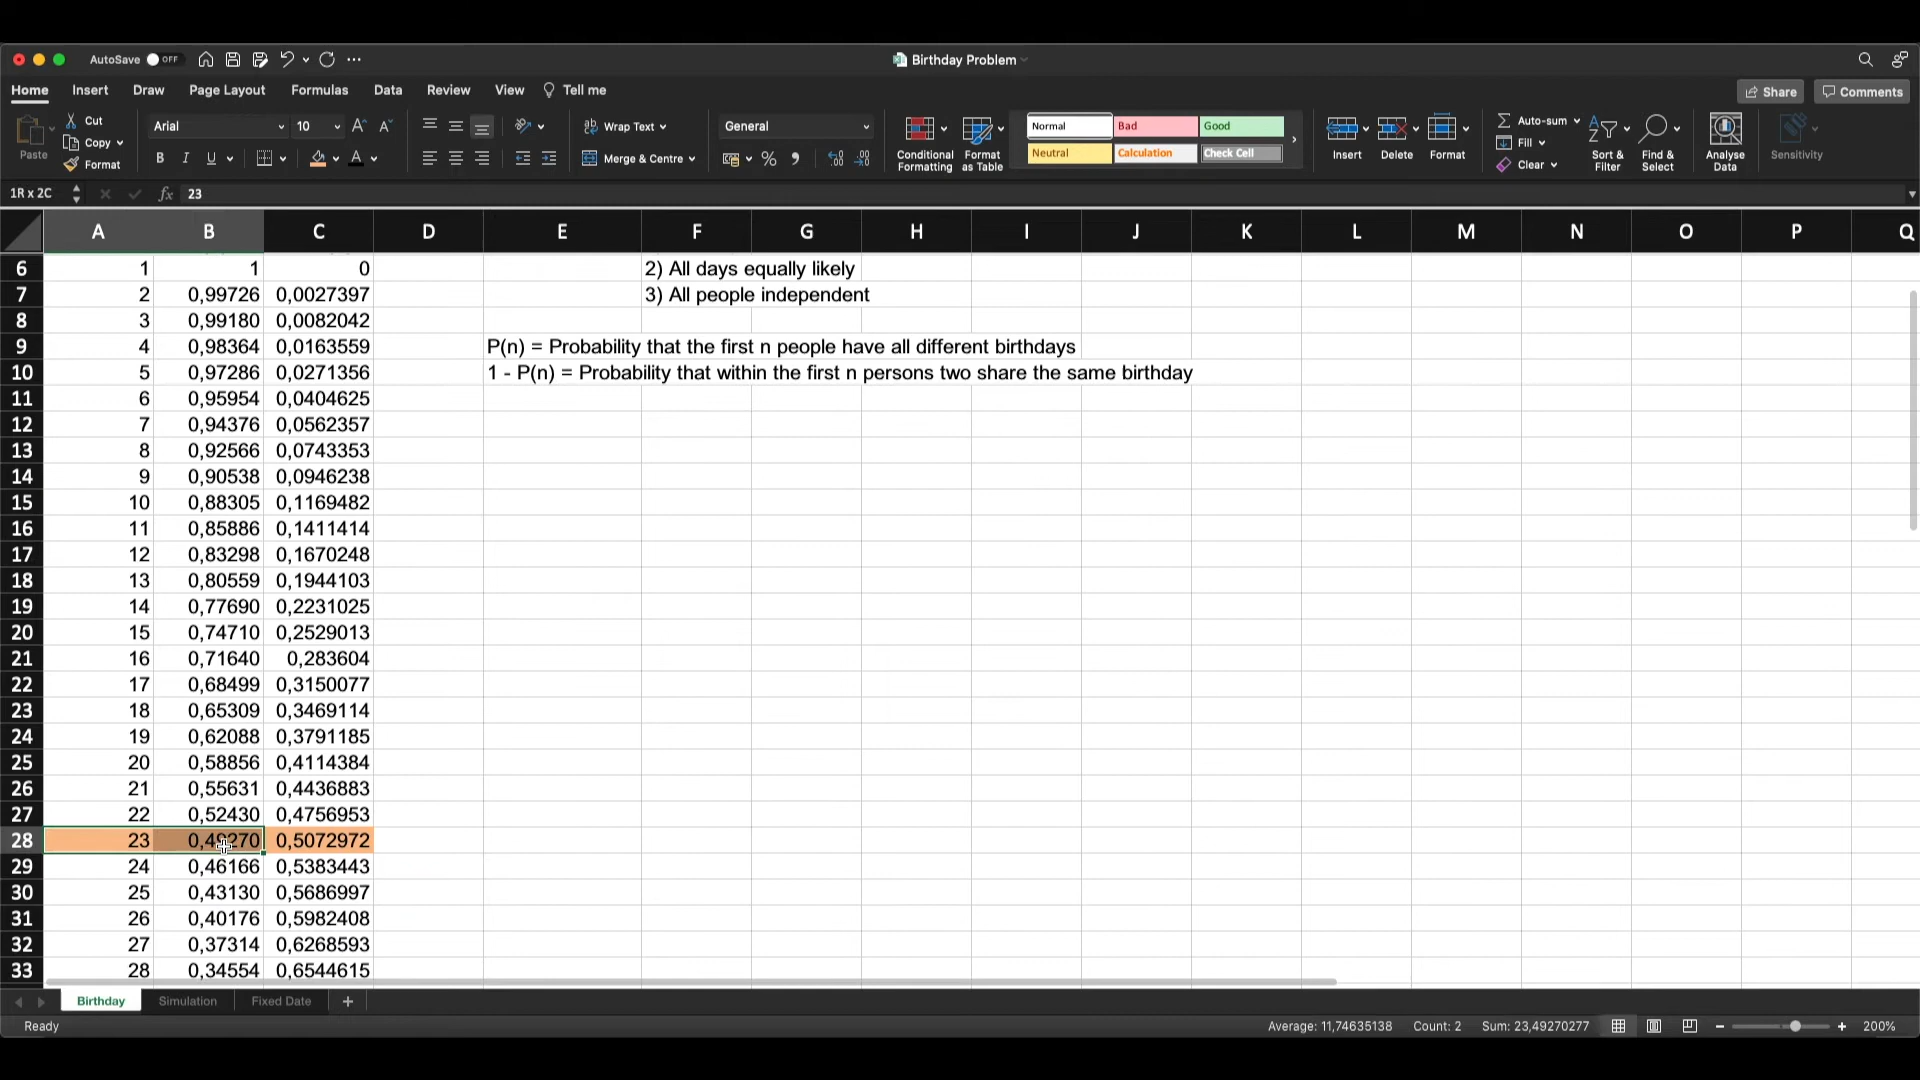 AutoSave OFF
Birthday Problem
Home Insert Draw Page Layout Formulas Data Review View Tell me
Share Comments
Paste
Cut
Copy
Format
Arial 10
B I U
A
Wrap Text
Merge & Centre
General
%
Conditional Formatting
Format as Table
Normal Bad Good
Neutral Calculation Check Cell
Insert Delete Format
Auto-sum
Fill
Clear
Sort & Filter
Find & Select
Analyse Data
Sensitivity
1R x 2C fx 23
A B C D E F G H I J K L M N O P Q
6 1 1 0 2) All days equally likely
7 2 0,99726 0,0027397 3) All people independent
8 3 0,99180 0,0082042
9 4 0,98364 0,0163559 P(n) = Probability that the first n people have all different birthdays
10 5 0,97286 0,0271356 1 - P(n) = Probability that within the first n persons two share the same birthday
11 6 0,95954 0,0404625
12 7 0,94376 0,0562357
13 8 0,92566 0,0743353
14 9 0,90538 0,0946238
15 10 0,88305 0,1169482
16 11 0,85886 0,1411414
17 12 0,83298 0,1670248
18 13 0,80559 0,1944103
19 14 0,77690 0,2231025
20 15 0,74710 0,2529013
21 16 0,71640 0,283604
22 17 0,68499 0,3150077
23 18 0,65309 0,3469114
24 19 0,62088 0,3791185
25 20 0,58856 0,4114384
26 21 0,55631 0,4436883
27 22 0,52430 0,4756953
28 23 0,49270 0,5072972
29 24 0,46166 0,5383443
30 25 0,43130 0,5686997
31 26 0,40176 0,5982408
32 27 0,37314 0,6268593
33 28 0,34554 0,6544615
Birthday Simulation Fixed Date +
Ready Average: 11,74635138 Count: 2 Sum: 23,49270277 200%